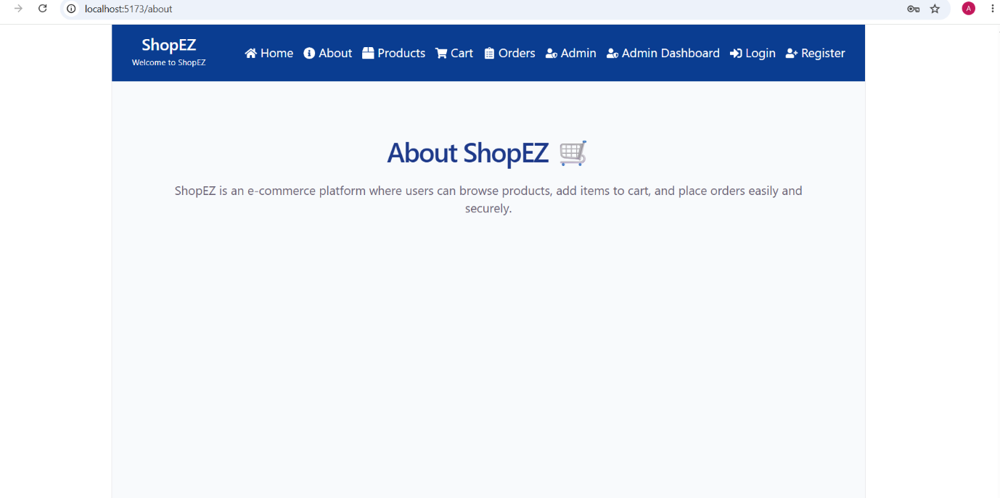 localhost:5173/about
A
ShopEZ
Welcome to ShopEZ
Home About Products Cart Orders Admin Admin Dashboard Login Register
About ShopEZ
ShopEZ is an e-commerce platform where users can browse products, add items to cart, and place orders easily and
securely.